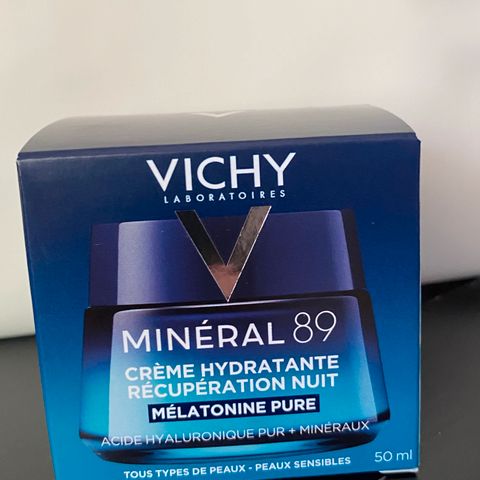 VICHY
LABORATOIRES
MINÉRAL 89
CRÈME HYDRATANTE
RÉCUPÉRATION NUIT
MÉLATONINE PURE
ACIDE HYALURONIQUE PUR + MINÉRAUX
TOUS TYPES DE PEAUX - PEAUX SENSIBLES
50 ml